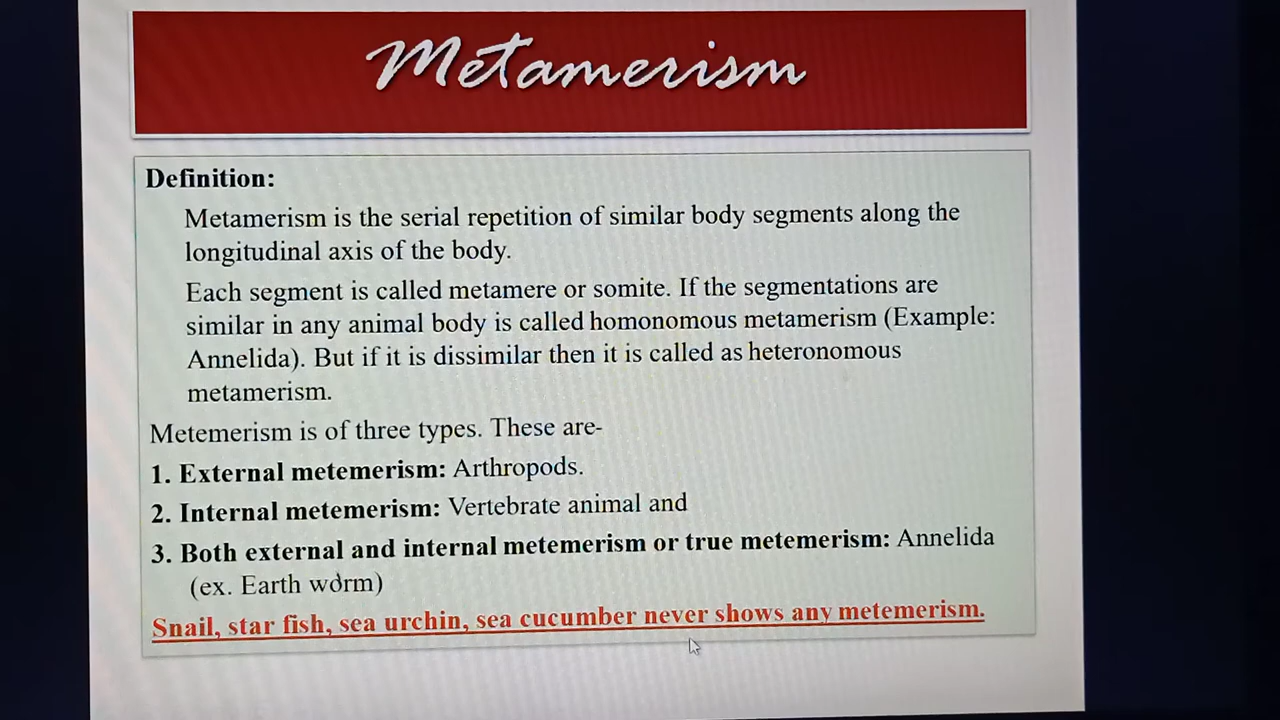 Metamerism
Definition:
Metamerism is the serial repetition of similar body segments along the
longitudinal axis of the body.
Each segment is called metamere or somite. If the segmentations are
similar in any animal body is called homonomous metamerism (Example:
Annelida). But if it is dissimilar then it is called as heteronomous
metamerism.
Metemerism is of three types. These are-
1. External metemerism: Arthropods.
2. Internal metemerism: Vertebrate animal and
3. Both external and internal metemerism or true metemerism: Annelida
(ex. Earth worm)
Snail, star fish, sea urchin, sea cucumber never shows any metemerism.